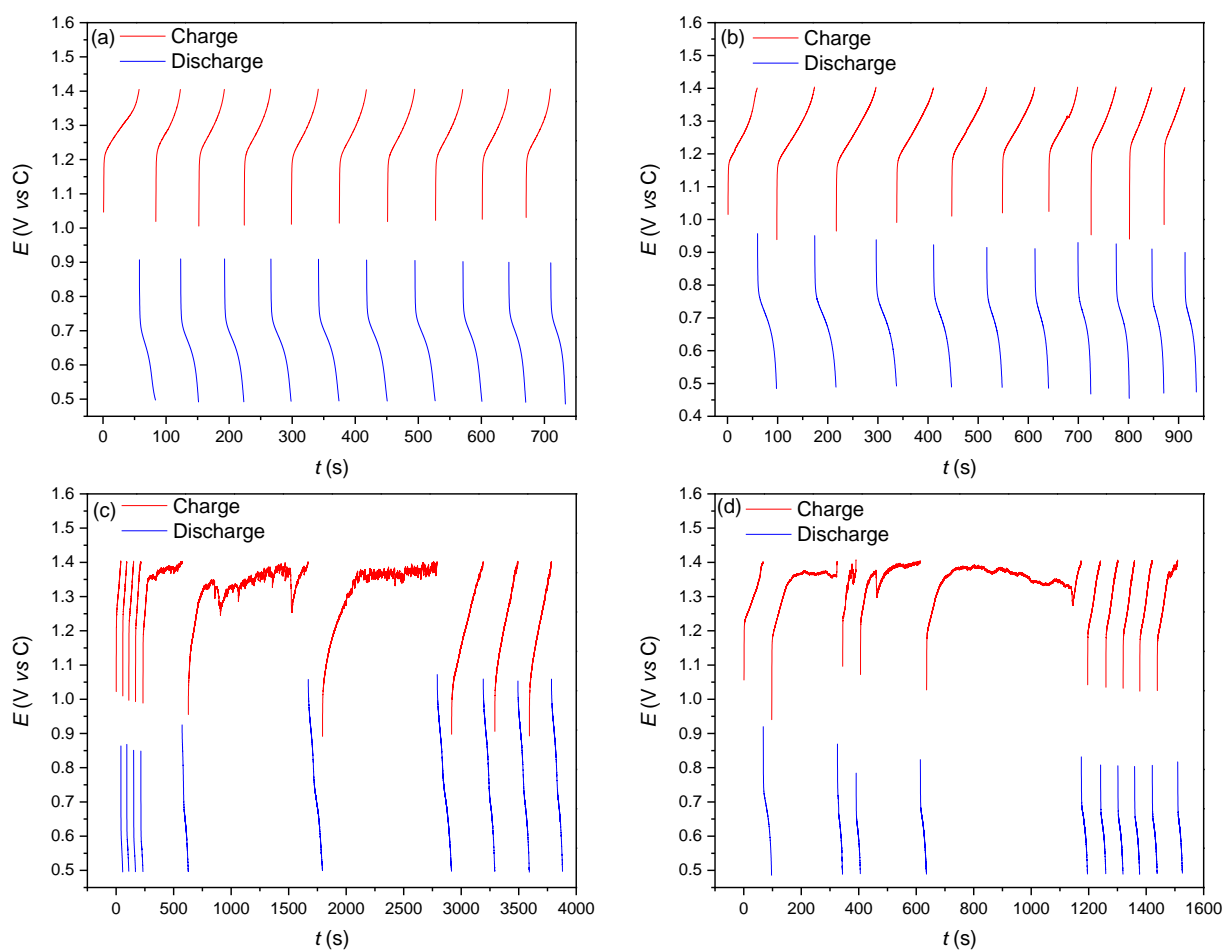 (a)
Charge
Discharge
1.6
1.5
1.4
1.3
1.2
1.1
1.0
0.9
0.8
0.7
0.6
0.5
E (V vs C)
0 100 200 300 400 500 600 700
t (s)
(b)
Charge
Discharge
1.6
1.5
1.4
1.3
1.2
1.1
1.0
0.9
0.8
0.7
0.6
0.5
0.4
E (V vs C)
0 100 200 300 400 500 600 700 800 900
t (s)
(c)
Charge
Discharge
1.6
1.5
1.4
1.3
1.2
1.1
1.0
0.9
0.8
0.7
0.6
0.5
E (V vs C)
0 500 1000 1500 2000 2500 3000 3500 4000
t (s)
(d)
Charge
Discharge
1.6
1.5
1.4
1.3
1.2
1.1
1.0
0.9
0.8
0.7
0.6
0.5
E (V vs C)
0 200 400 600 800 1000 1200 1400 1600
t (s)